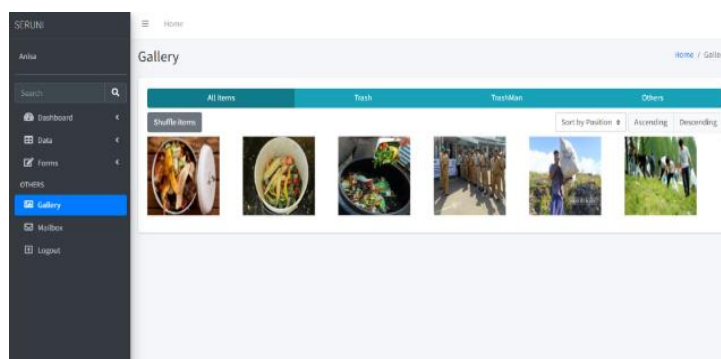 SERUNI
Home
Anisa
Gallery
Home / Galle
Search
All items
Trash
TrashMan
Others
Dashboard
Shuffle items
Sort by Position
Ascending
Descending
Data
Forms
OTHERS
Gallery
Mailbox
Logout